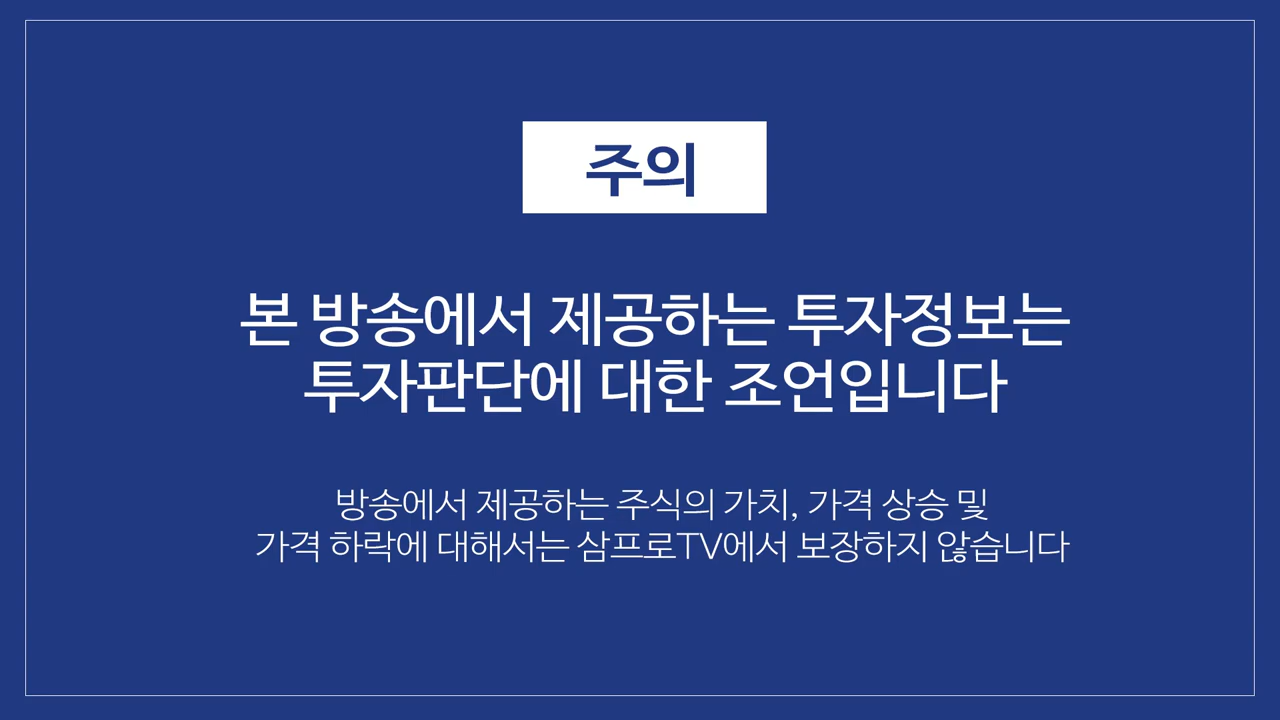 주의
본 방송에서 제공하는 투자정보는
투자판단에 대한 조언입니다
방송에서 제공하는 주식의 가치, 가격 상승 및
가격 하락에 대해서는 삼프로TV에서 보장하지 않습니다